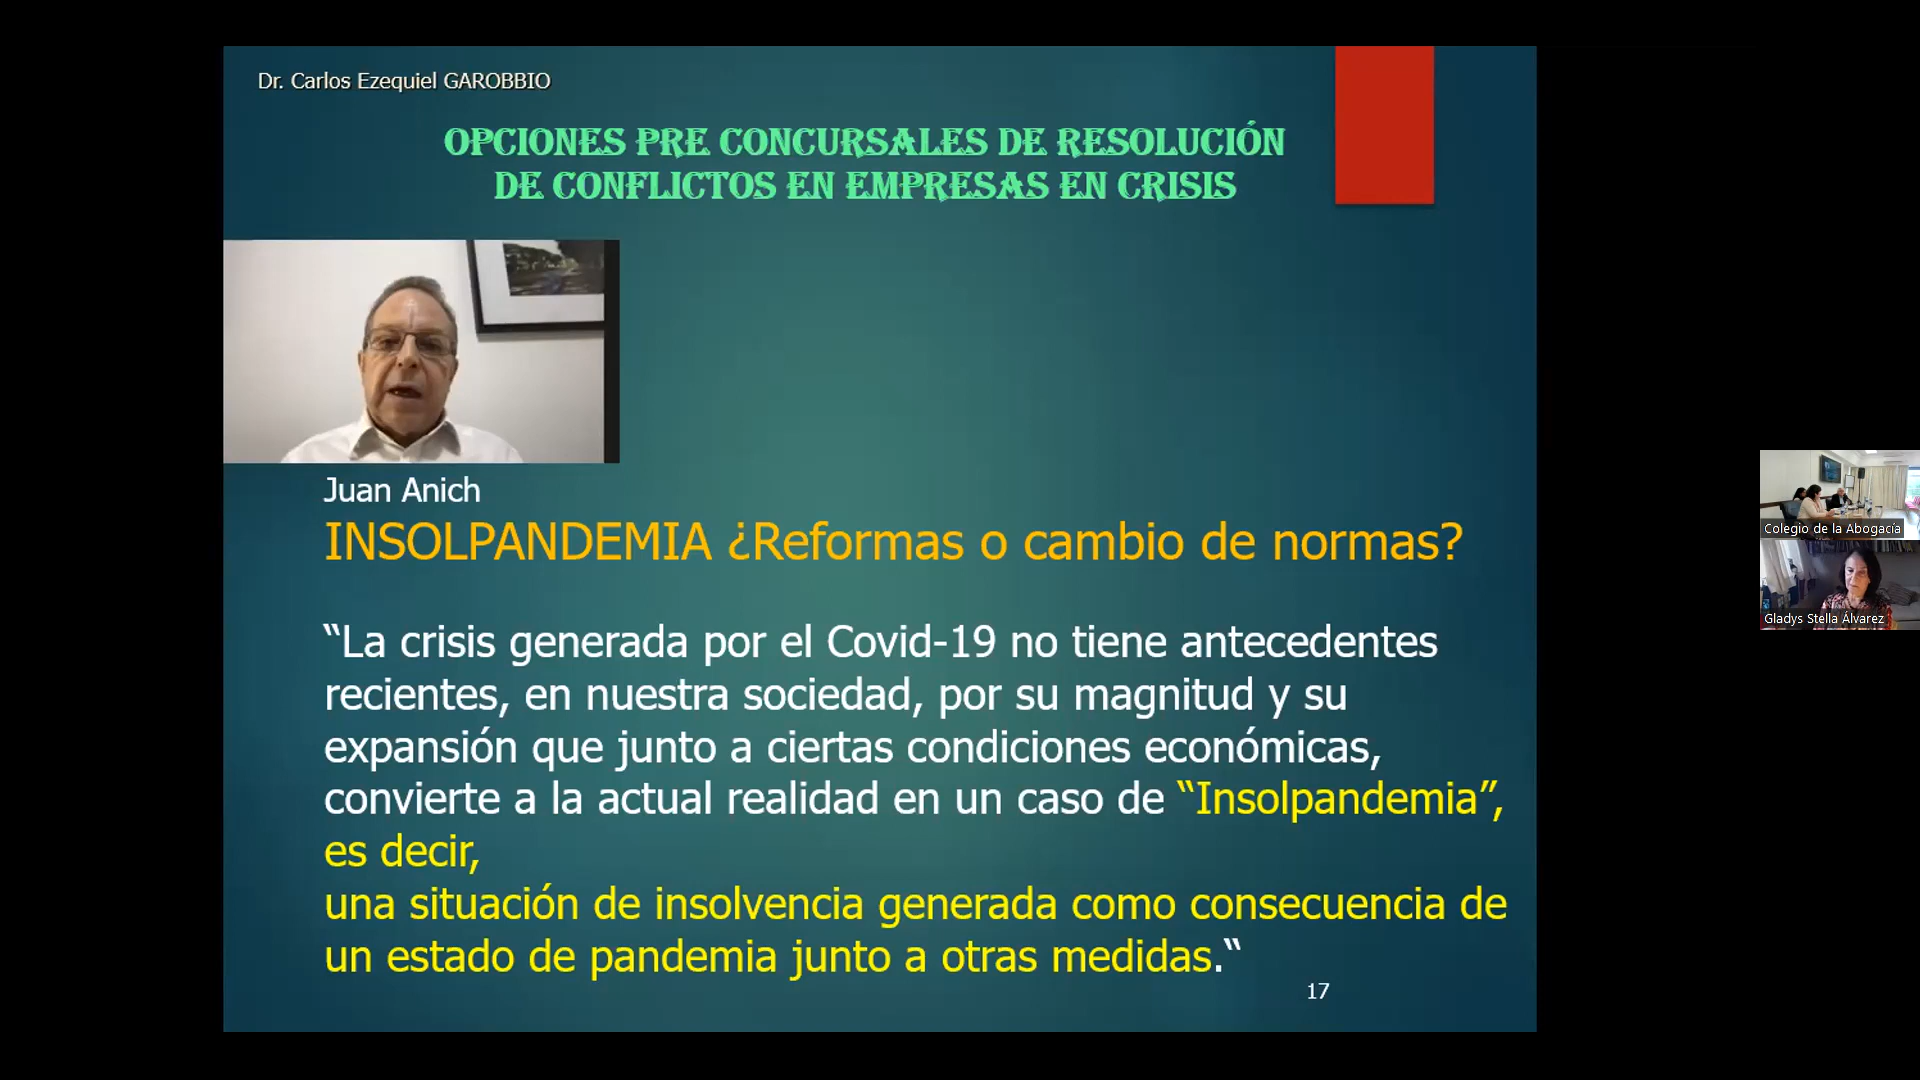 Dr. Carlos Ezequiel GAROBBIO
OPCIONES PRE CONCURSALES DE RESOLUCIÓN
DE CONFLICTOS EN EMPRESAS EN CRISIS
Juan Anich
INSOLPANDEMIA ¿Reformas o cambio de normas?
“La crisis generada por el Covid-19 no tiene antecedentes
recientes, en nuestra sociedad, por su magnitud y su
expansión que junto a ciertas condiciones económicas,
convierte a la actual realidad en un caso de “Insolpandemia”,
es decir,
una situación de insolvencia generada como consecuencia de
un estado de pandemia junto a otras medidas.“
17
Colegio de la Abogacía
Gladys Stella Álvarez